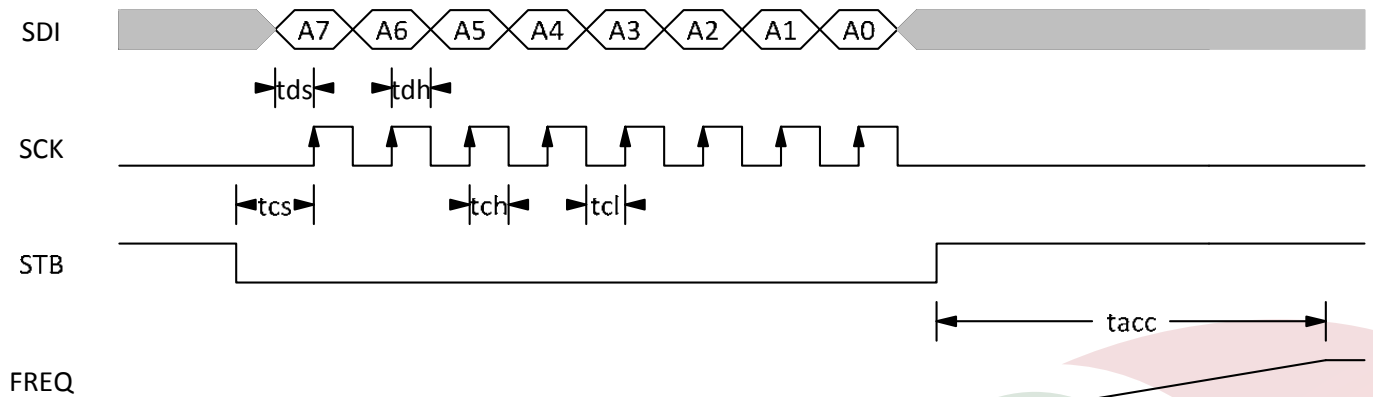 SDI A7 A6 A5 A4 A3 A2 A1 A0
tds tdh
SCK
tcs tch tcl
STB
tacc
FREQ